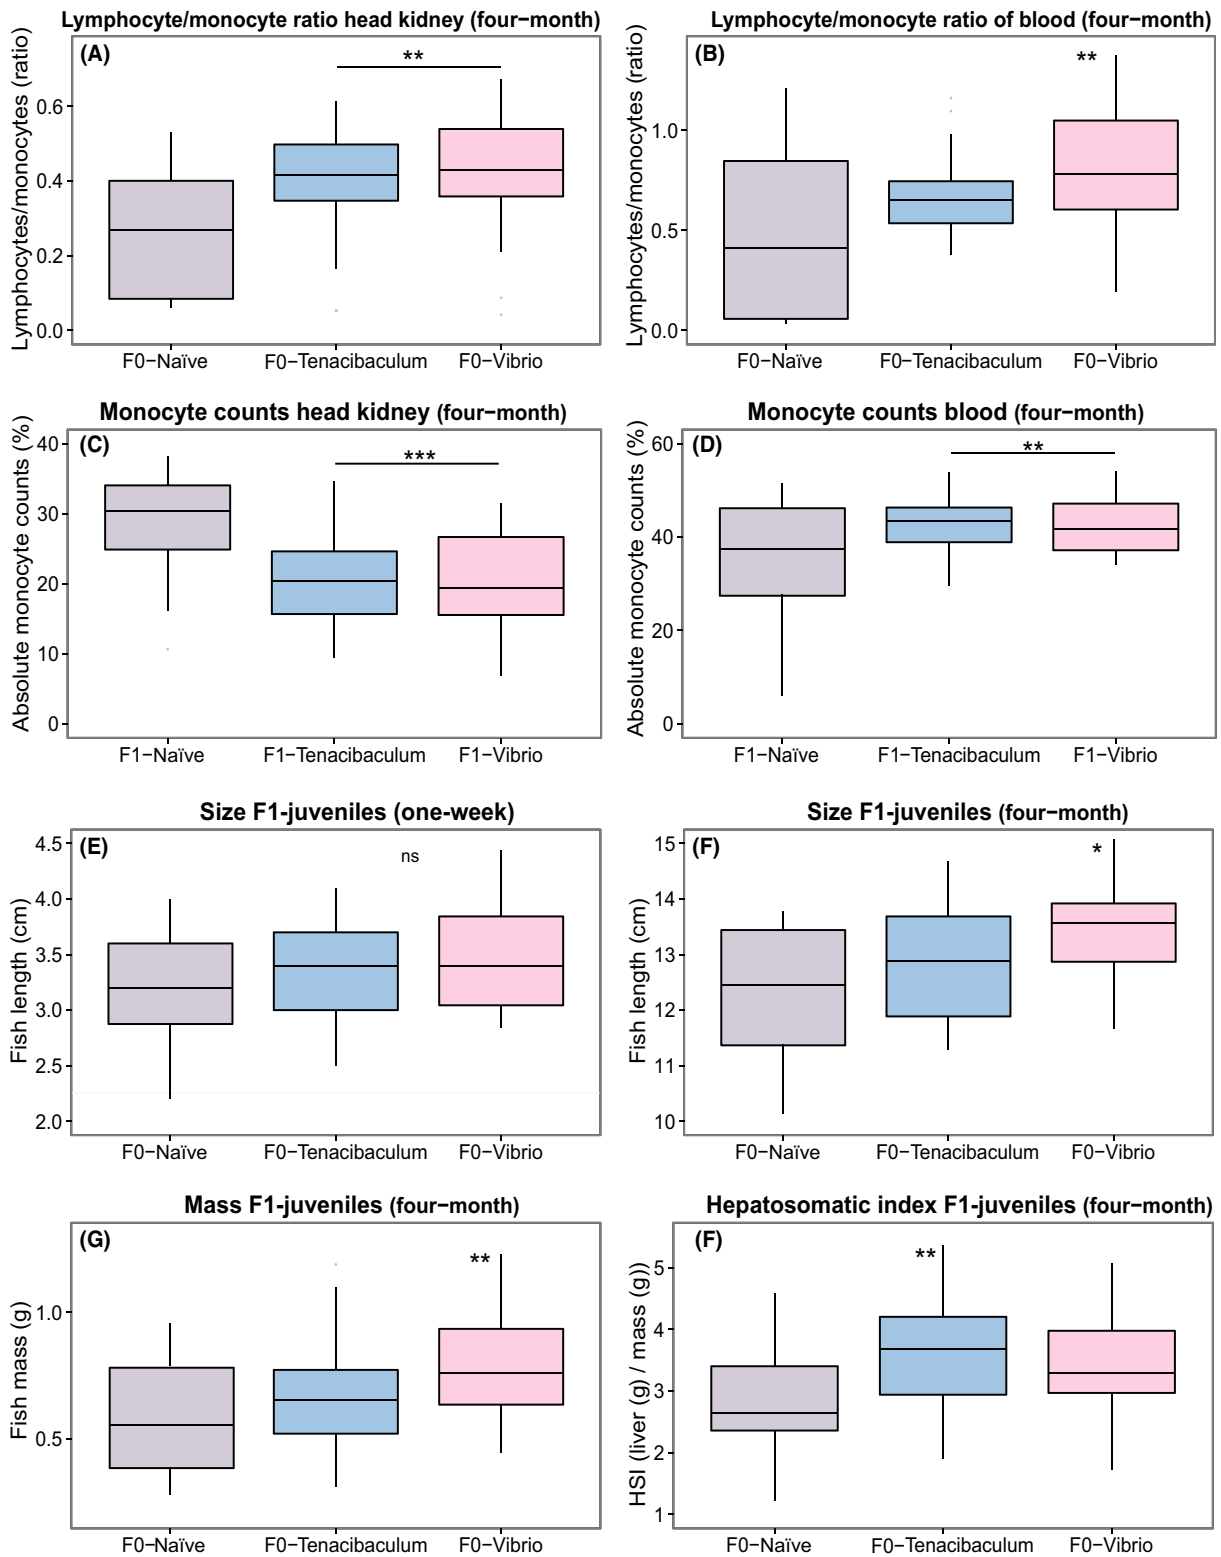 Lymphocyte/monocyte ratio head kidney (four−month)
(A)
**
Lymphocytes/monocytes (ratio)
0.6
0.4
0.2
0.0
F0−Naïve F0−Tenacibaculum F0−Vibrio
Lymphocyte/monocyte ratio of blood (four−month)
(B)
**
Lymphocytes/monocytes (ratio)
1.0
0.5
0.0
F0−Naïve F0−Tenacibaculum F0−Vibrio
Monocyte counts head kidney (four−month)
(C)
***
Absolute monocyte counts (%)
40
30
20
10
0
F1−Naïve F1−Tenacibaculum F1−Vibrio
Monocyte counts blood (four−month)
(D)
**
Absolute monocyte counts (%)
60
40
20
0
F1−Naïve F1−Tenacibaculum F1−Vibrio
Size F1-juveniles (one-week)
(E)
ns
Fish length (cm)
4.5
4.0
3.5
3.0
2.5
2.0
F0−Naïve F0−Tenacibaculum F0−Vibrio
Size F1-juveniles (four−month)
(F)
*
Fish length (cm)
15
14
13
12
11
10
F0−Naïve F0−Tenacibaculum F0−Vibrio
Mass F1-juveniles (four−month)
(G)
**
Fish mass (g)
1.0
0.5
F0−Naïve F0−Tenacibaculum F0−Vibrio
Hepatosomatic index F1-juveniles (four−month)
(F)
**
HSI (liver (g) / mass (g))
5
4
3
2
1
F0−Naïve F0−Tenacibaculum F0−Vibrio